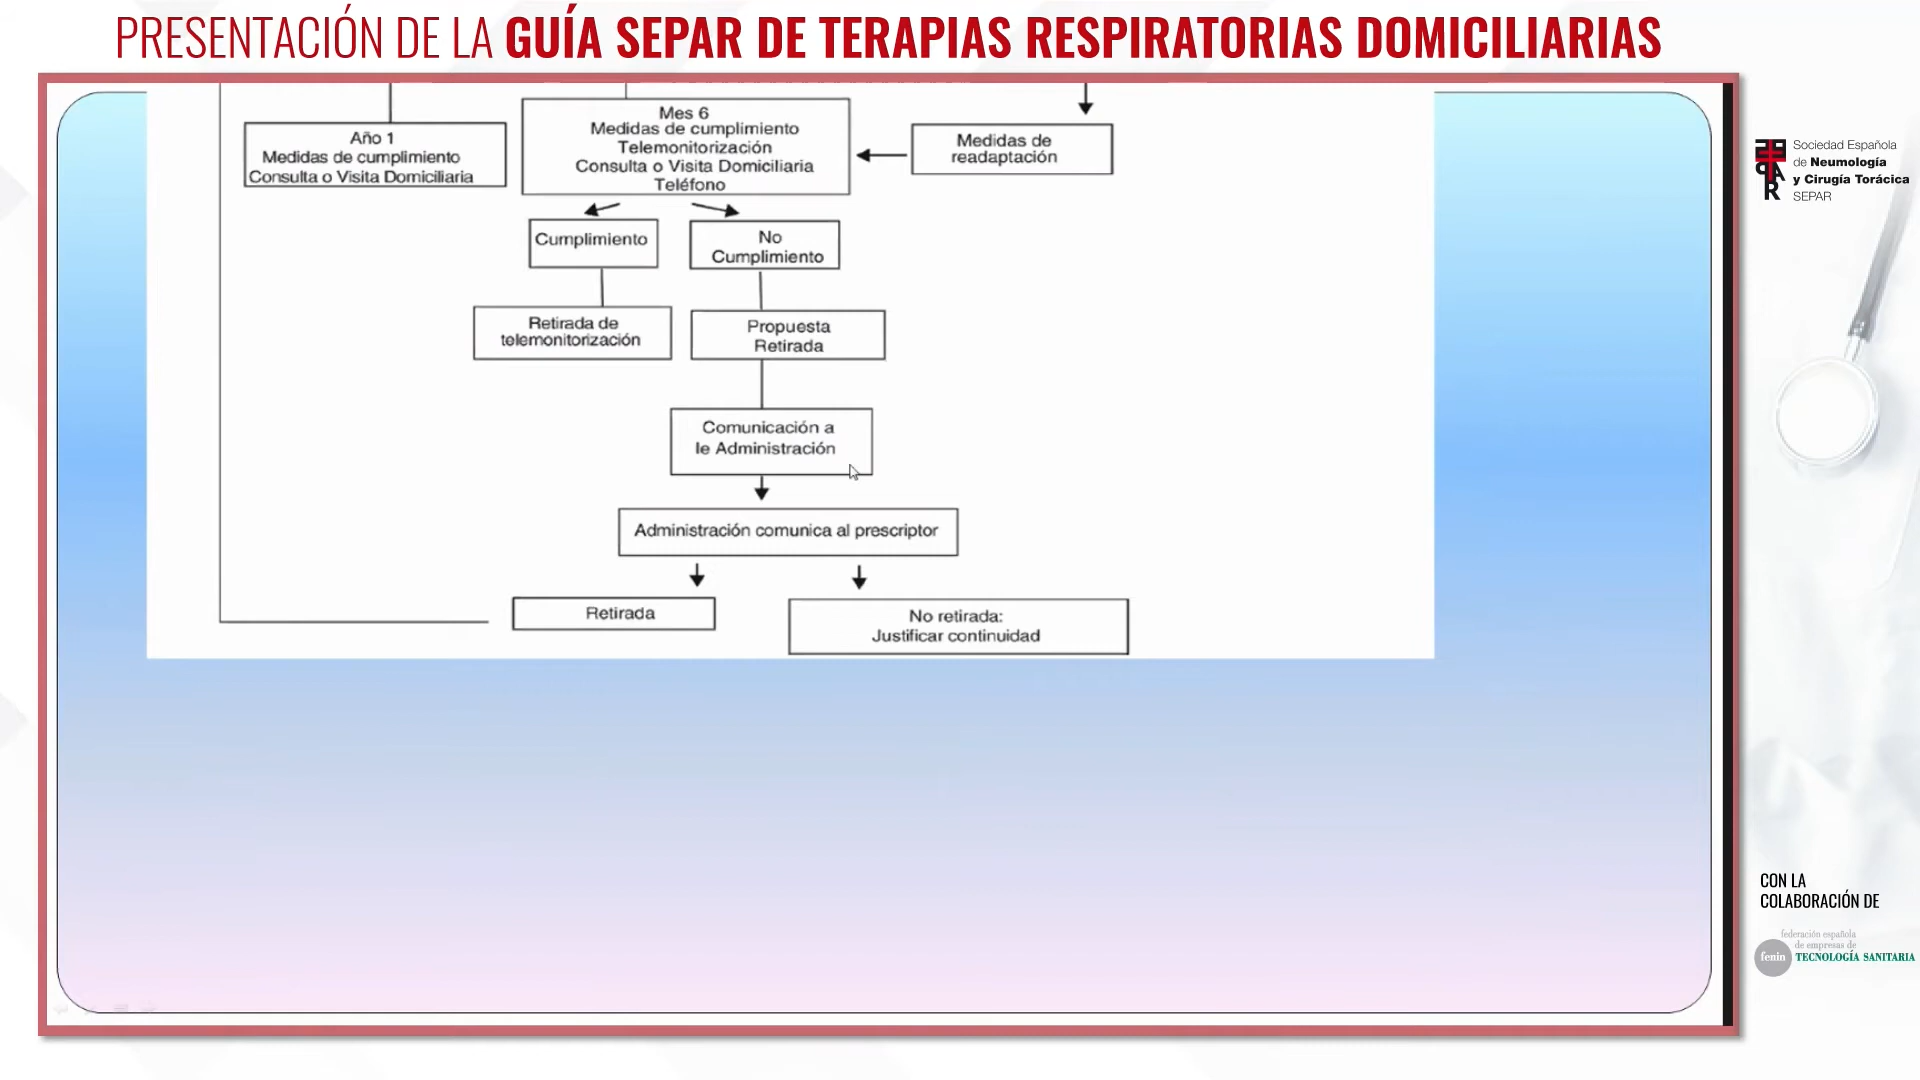 PRESENTACIÓN DE LA GUÍA SEPAR DE TERAPIAS RESPIRATORIAS DOMICILIARIAS
Año 1
Medidas de cumplimiento
Consulta o Visita Domiciliaria
Mes 6
Medidas de cumplimiento
Telemonitorización
Consulta o Visita Domiciliaria
Teléfono
Medidas de
readaptación
Cumplimiento
No
Cumplimiento
Retirada de
telemonitorización
Propuesta
Retirada
Comunicación a
le Administración
Administración comunica al prescriptor
Retirada
No retirada:
Justificar continuidad
Sociedad Española
de Neumología
y Cirugía Torácica
SEPAR
CON LA
COLABORACIÓN DE
federación española
de empresas de
fenin TECNOLOGÍA SANITARIA